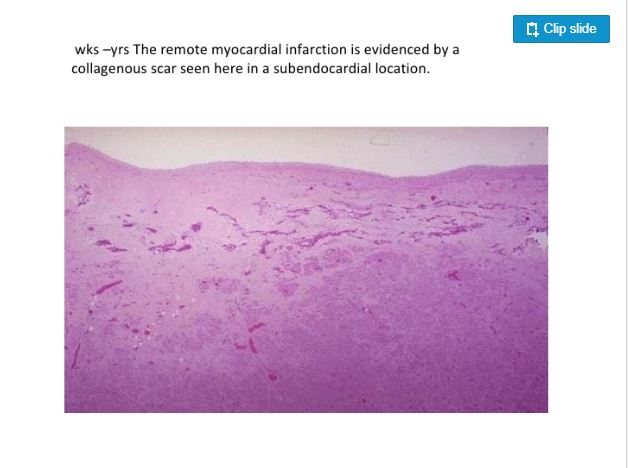 Clip slide
wks –yrs The remote myocardial infarction is evidenced by a
collagenous scar seen here in a subendocardial location.